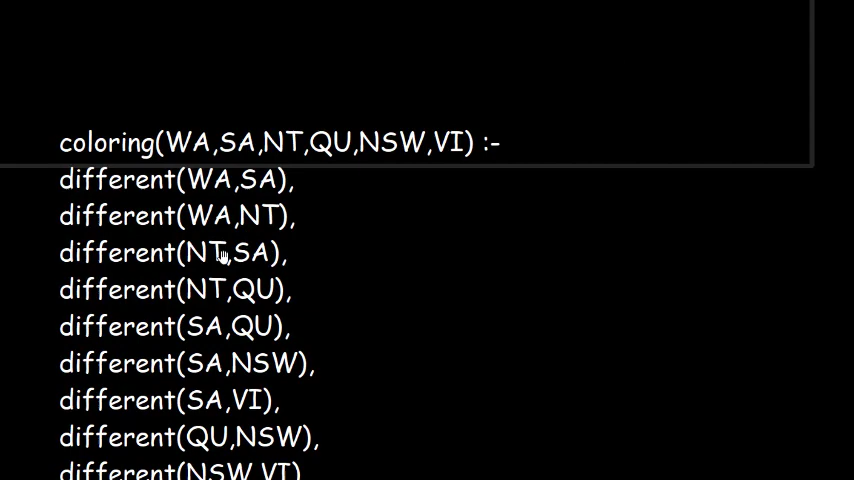 coloring(WA,SA,NT,QU,NSW,VI) :-
different(WA,SA),
different(WA,NT),
different(NT,SA),
different(NT,QU),
different(SA,QU),
different(SA,NSW),
different(SA,VI),
different(QU,NSW),
different(NSW,VI)